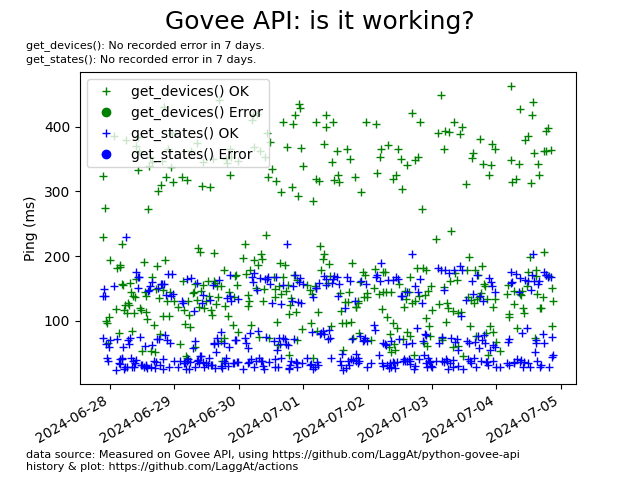 Govee API: is it working?
get_devices(): No recorded error in 7 days.
get_states(): No recorded error in 7 days.
get_devices() OK
get_devices() Error
get_states() OK
get_states() Error
Ping (ms)
400
300
200
100
2024-06-28
2024-06-29
2024-06-30
2024-07-01
2024-07-02
2024-07-03
2024-07-04
2024-07-05
data source: Measured on Govee API, using https://github.com/LaggAt/python-govee-api
history & plot: https://github.com/LaggAt/actions